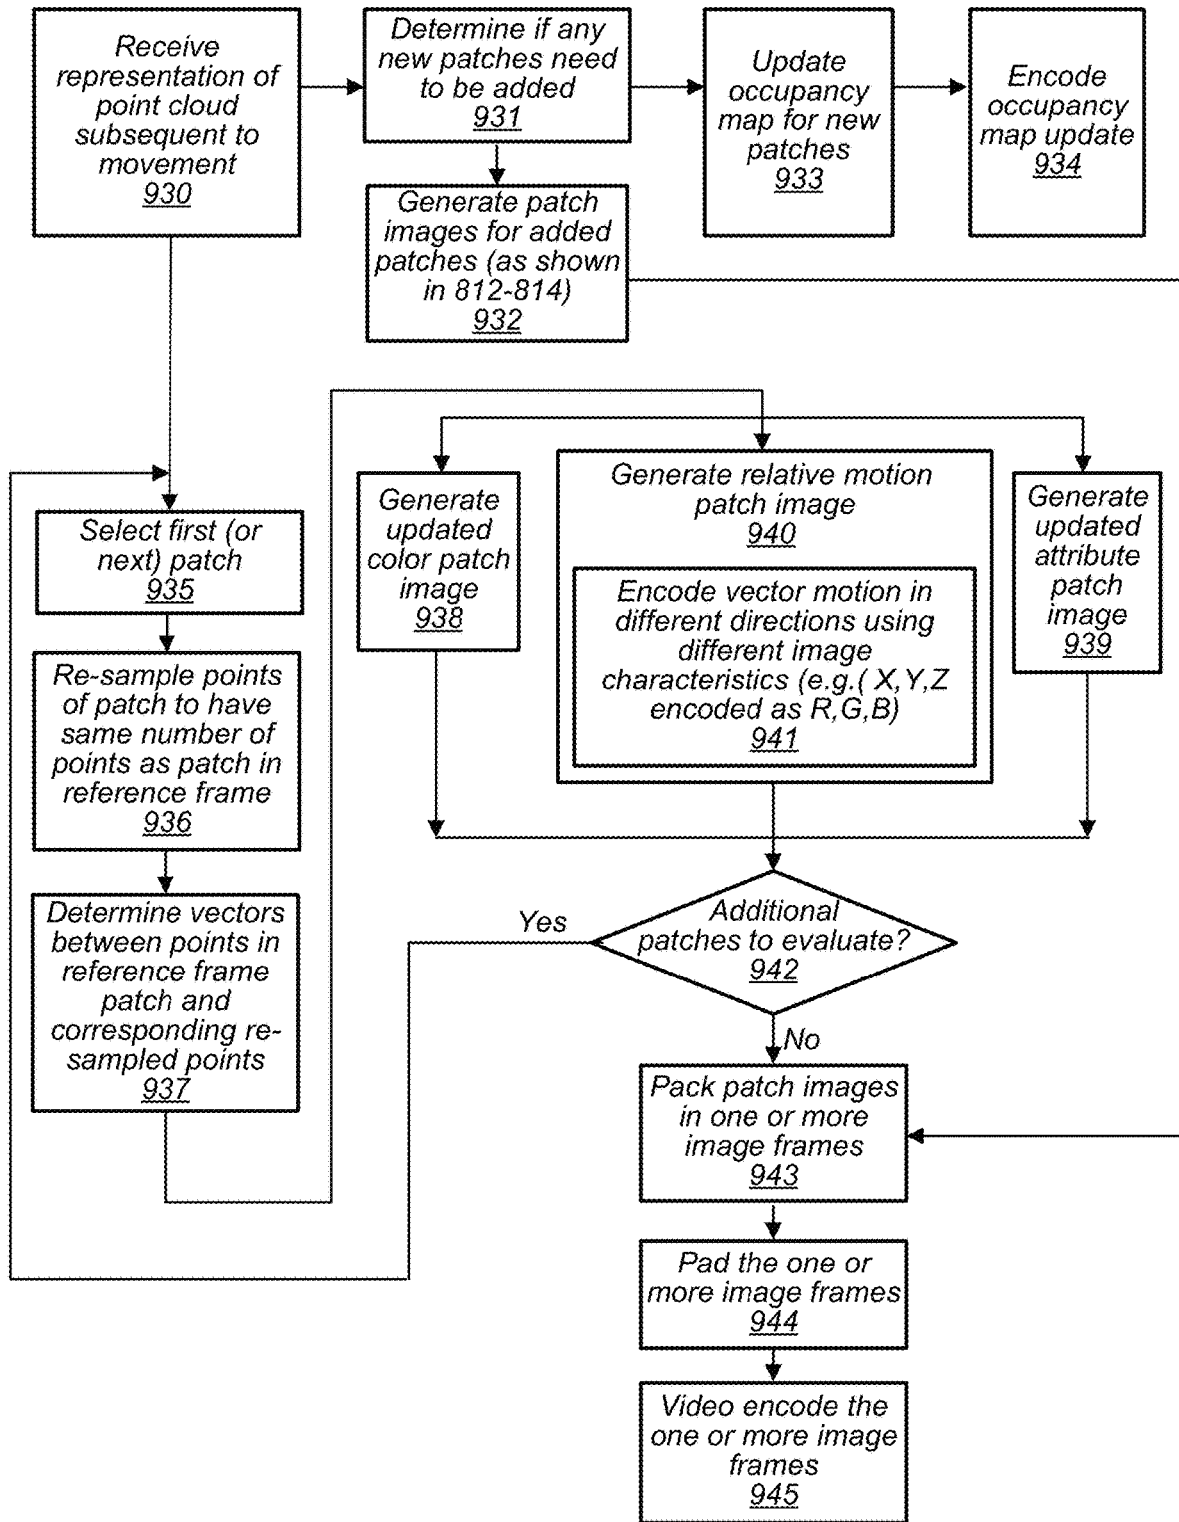 Receive
representation of
point cloud
subsequent to
movement
930
Determine if any
new patches need
to be added
931
Update
occupancy
map for new
patches
933
Encode
occupancy
map update
934
Generate patch
images for added
patches (as shown
in 812-814)
932
Select first (or
next) patch
935
Re-sample points
of patch to have
same number of
points as patch in
reference frame
936
Determine vectors
between points in
reference frame
patch and
corresponding re-
sampled points
937
Generate
updated
color patch
image
938
Generate relative motion
patch image
940
Encode vector motion in
different directions using
different image
characteristics (e.g.( X,Y,Z
encoded as R,G,B)
941
Generate
updated
attribute
patch
image
939
Additional
patches to evaluate?
942
Yes
No
Pack patch images
in one or more
image frames
943
Pad the one or
more image frames
944
Video encode the
one or more image
frames
945